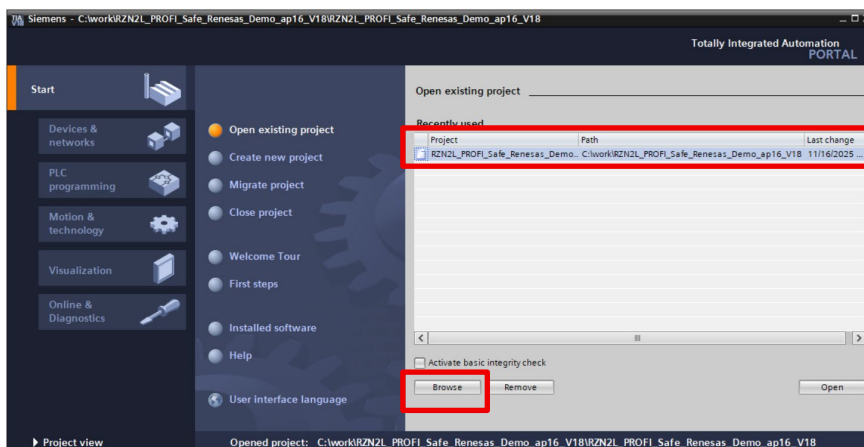 Siemens - C:\work\RZN2L_PROFI_Safe_Renesas_Demo_ap16_V18\RZN2L_PROFI_Safe_Renesas_Demo_ap16_V18
Totally Integrated Automation
PORTAL
Start
Devices &
networks
PLC
programming
Motion &
technology
Visualization
Online &
Diagnostics
Project view
Open existing project
Create new project
Migrate project
Close project
Welcome Tour
First steps
Installed software
Help
User interface language
Open existing project
Recently used
Project Path Last change
RZN2L_PROFI_Safe_Renesas_Demo... C:\work\RZN2L_PROFI_Safe_Renesas_Demo_ap16_V18 11/16/2025 ...
Activate basic integrity check
Browse Remove Open
Opened project: C:\work\RZN2L_PROFI_Safe_Renesas_Demo_ap16_V18\RZN2L_PROFI_Safe_Renesas_Demo_ap16_V18